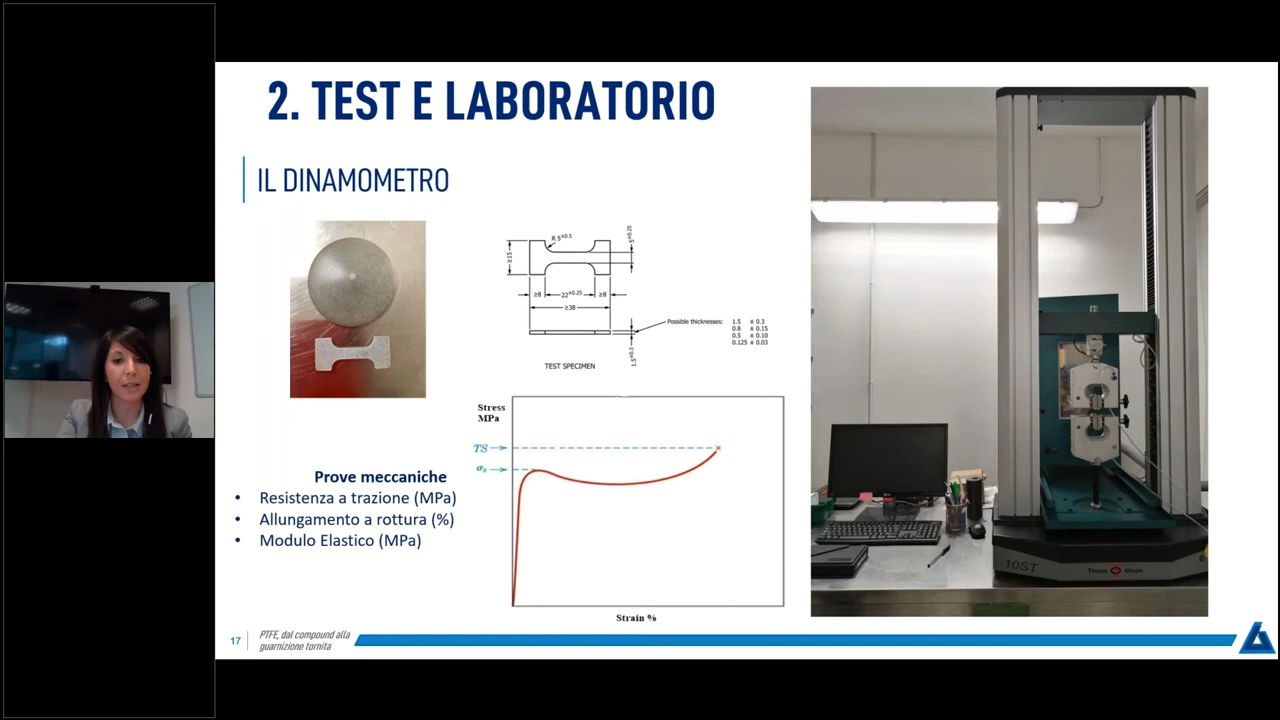 2. TEST E LABORATORIO
IL DINAMOMETRO
R 5±0.5
≥15
5±0.25
≥8
22±0.25
≥8
≥38
Possible thicknesses: 1.5 ± 0.3
0.8 ± 0.15
0.5 ± 0.10
0.125 ± 0.03
1.5±0.3
TEST SPECIMEN
Stress
MPa
TS
σs
Strain %
Prove meccaniche
• Resistenza a trazione (MPa)
• Allungamento a rottura (%)
• Modulo Elastico (MPa)
10ST
Tinius Olsen
17
PTFE, dal compound alla
guarnizione tornita